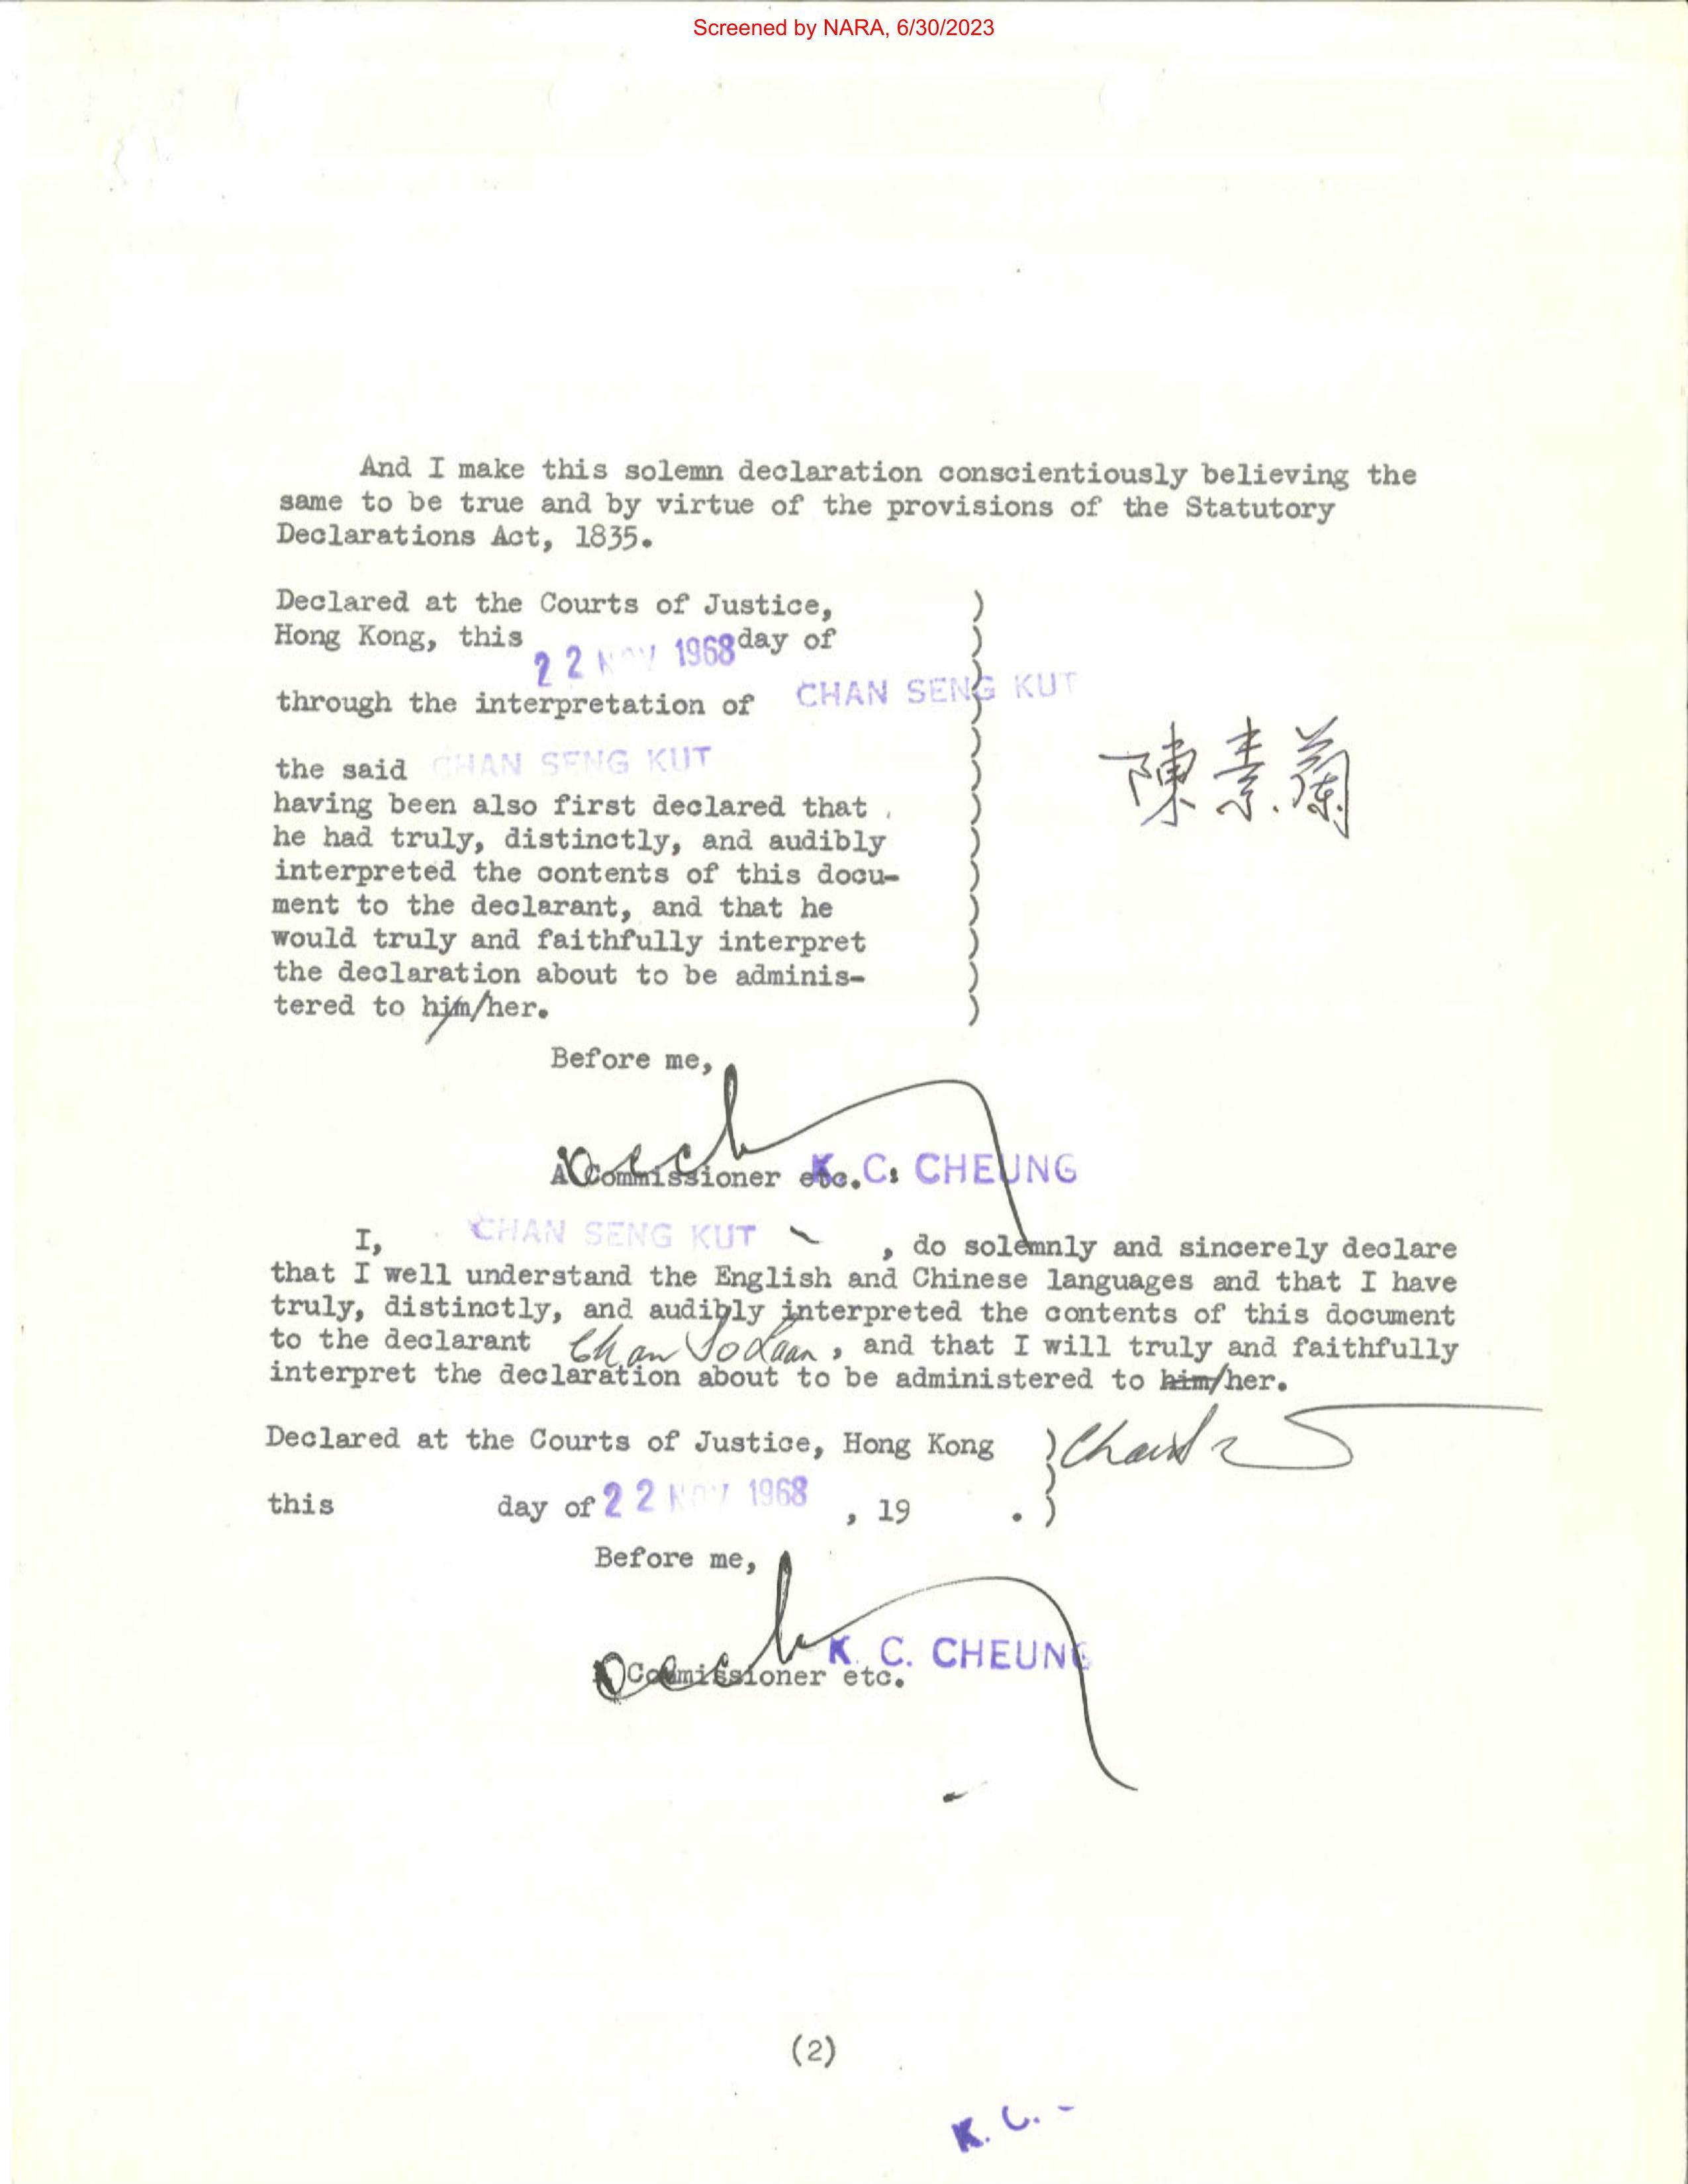 Screened by NARA, 6/30/2023
And I make this solemn declaration conscientiously believing the
same to be true and by virtue of the provisions of the Statutory
Declarations Act, 1835.
Declared at the Courts of Justice,
Hong Kong, this 22 NOV 1968 day of
through the interpretation of CHAN SENG KUT
陳素蘭
the said CHAN SENG KUT
having been also first declared that
he had truly, distinctly, and audibly
interpreted the contents of this docu-
ment to the declarant, and that he
would truly and faithfully interpret
the declaration about to be adminis-
tered to him/her.
Before me,
A Commissioner etc. K. C. CHEUNG
I, CHAN SENG KUT , do solemnly and sincerely declare
that I well understand the English and Chinese languages and that I have
truly, distinctly, and audibly interpreted the contents of this document
to the declarant Chan So Laan, and that I will truly and faithfully
interpret the declaration about to be administered to him/her.
Declared at the Courts of Justice, Hong Kong )
this day of 22 NOV 1968 , 19 . )
Before me,
K. C. CHEUNG
A Commissioner etc.
(2)
K. C.